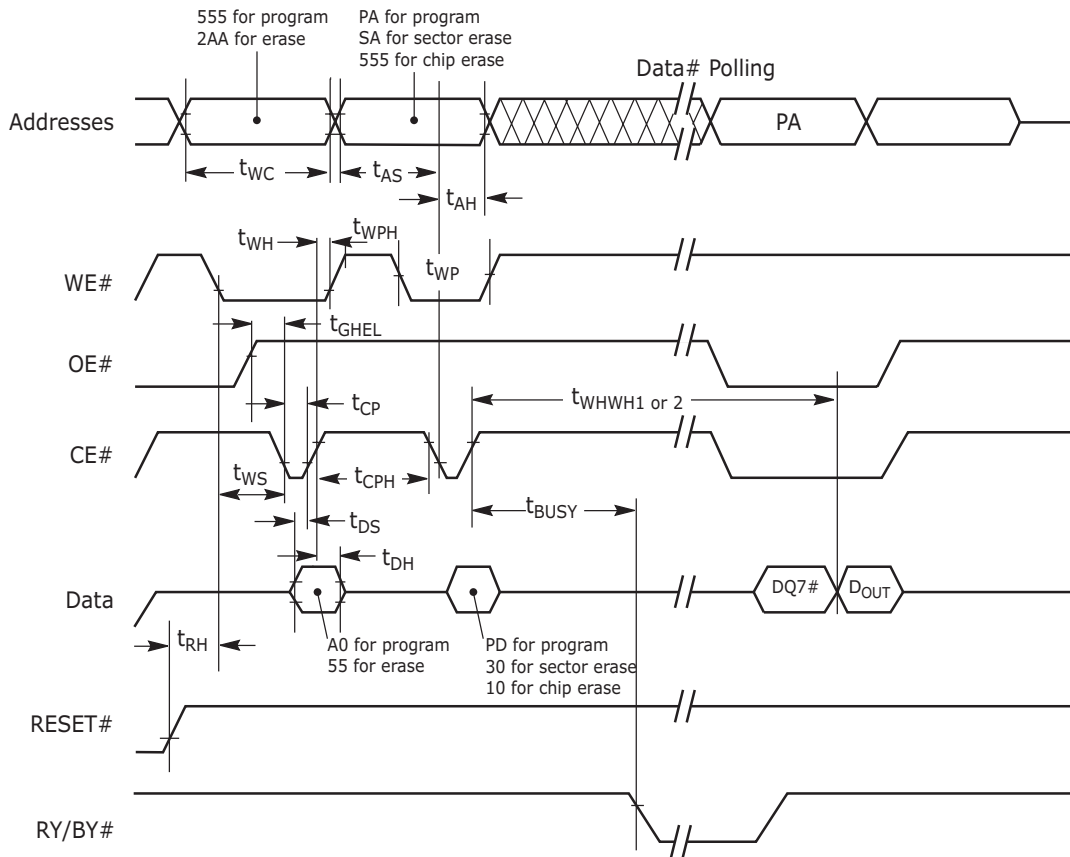 555 for program
2AA for erase
PA for program
SA for sector erase
555 for chip erase
Data# Polling
Addresses
PA
tWC
tAS
tAH
tWH
tWPH
tWP
WE#
tGHEL
OE#
tCP
tWHWH1 or 2
CE#
tWS
tCPH
tBUSY
tDS
tDH
Data
DQ7#
DOUT
tRH
A0 for program
55 for erase
PD for program
30 for sector erase
10 for chip erase
RESET#
RY/BY#